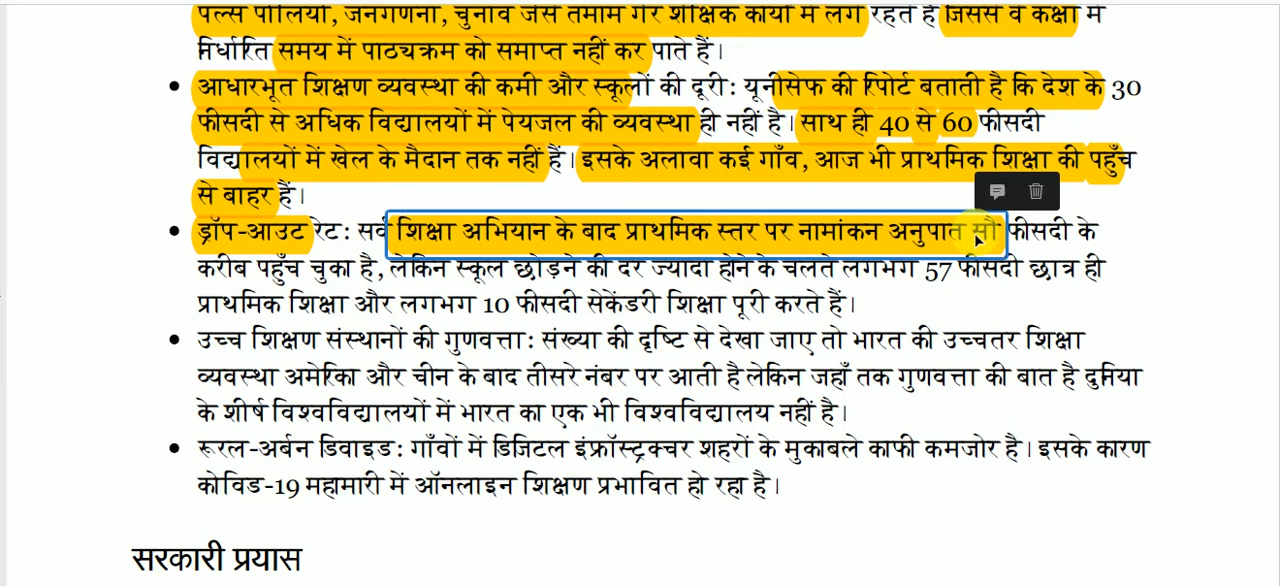 पल्स पोलियो, जनगणना, चुनाव जैसे तमाम गैर शैक्षिक कार्यों में लगे रहते हैं जिससे वे कक्षा में
निर्धारित समय में पाठ्यक्रम को समाप्त नहीं कर पाते हैं।
• आधारभूत शिक्षण व्यवस्था की कमी और स्कूलों की दूरी: यूनीसेफ की रिपोर्ट बताती है कि देश के 30
फीसदी से अधिक विद्यालयों में पेयजल की व्यवस्था ही नहीं है। साथ ही 40 से 60 फीसदी
विद्यालयों में खेल के मैदान तक नहीं हैं। इसके अलावा कई गाँव, आज भी प्राथमिक शिक्षा की पहुँच
से बाहर हैं।
• ड्रॉप-आउट रेट: सर्व शिक्षा अभियान के बाद प्राथमिक स्तर पर नामांकन अनुपात सौ फीसदी के
करीब पहुँच चुका है, लेकिन स्कूल छोड़ने की दर ज्यादा होने के चलते लगभग 57 फीसदी छात्र ही
प्राथमिक शिक्षा और लगभग 10 फीसदी सेकेंडरी शिक्षा पूरी करते हैं।
• उच्च शिक्षण संस्थानों की गुणवत्ता: संख्या की दृष्टि से देखा जाए तो भारत की उच्चतर शिक्षा
व्यवस्था अमेरिका और चीन के बाद तीसरे नंबर पर आती है लेकिन जहाँ तक गुणवत्ता की बात है दुनिया
के शीर्ष विश्वविद्यालयों में भारत का एक भी विश्वविद्यालय नहीं है।
• रूरल-अर्बन डिवाइड: गाँवों में डिजिटल इंफ्रॉस्ट्रक्चर शहरों के मुकाबले काफी कमजोर है। इसके कारण
कोविड-19 महामारी में ऑनलाइन शिक्षण प्रभावित हो रहा है।
सरकारी प्रयास